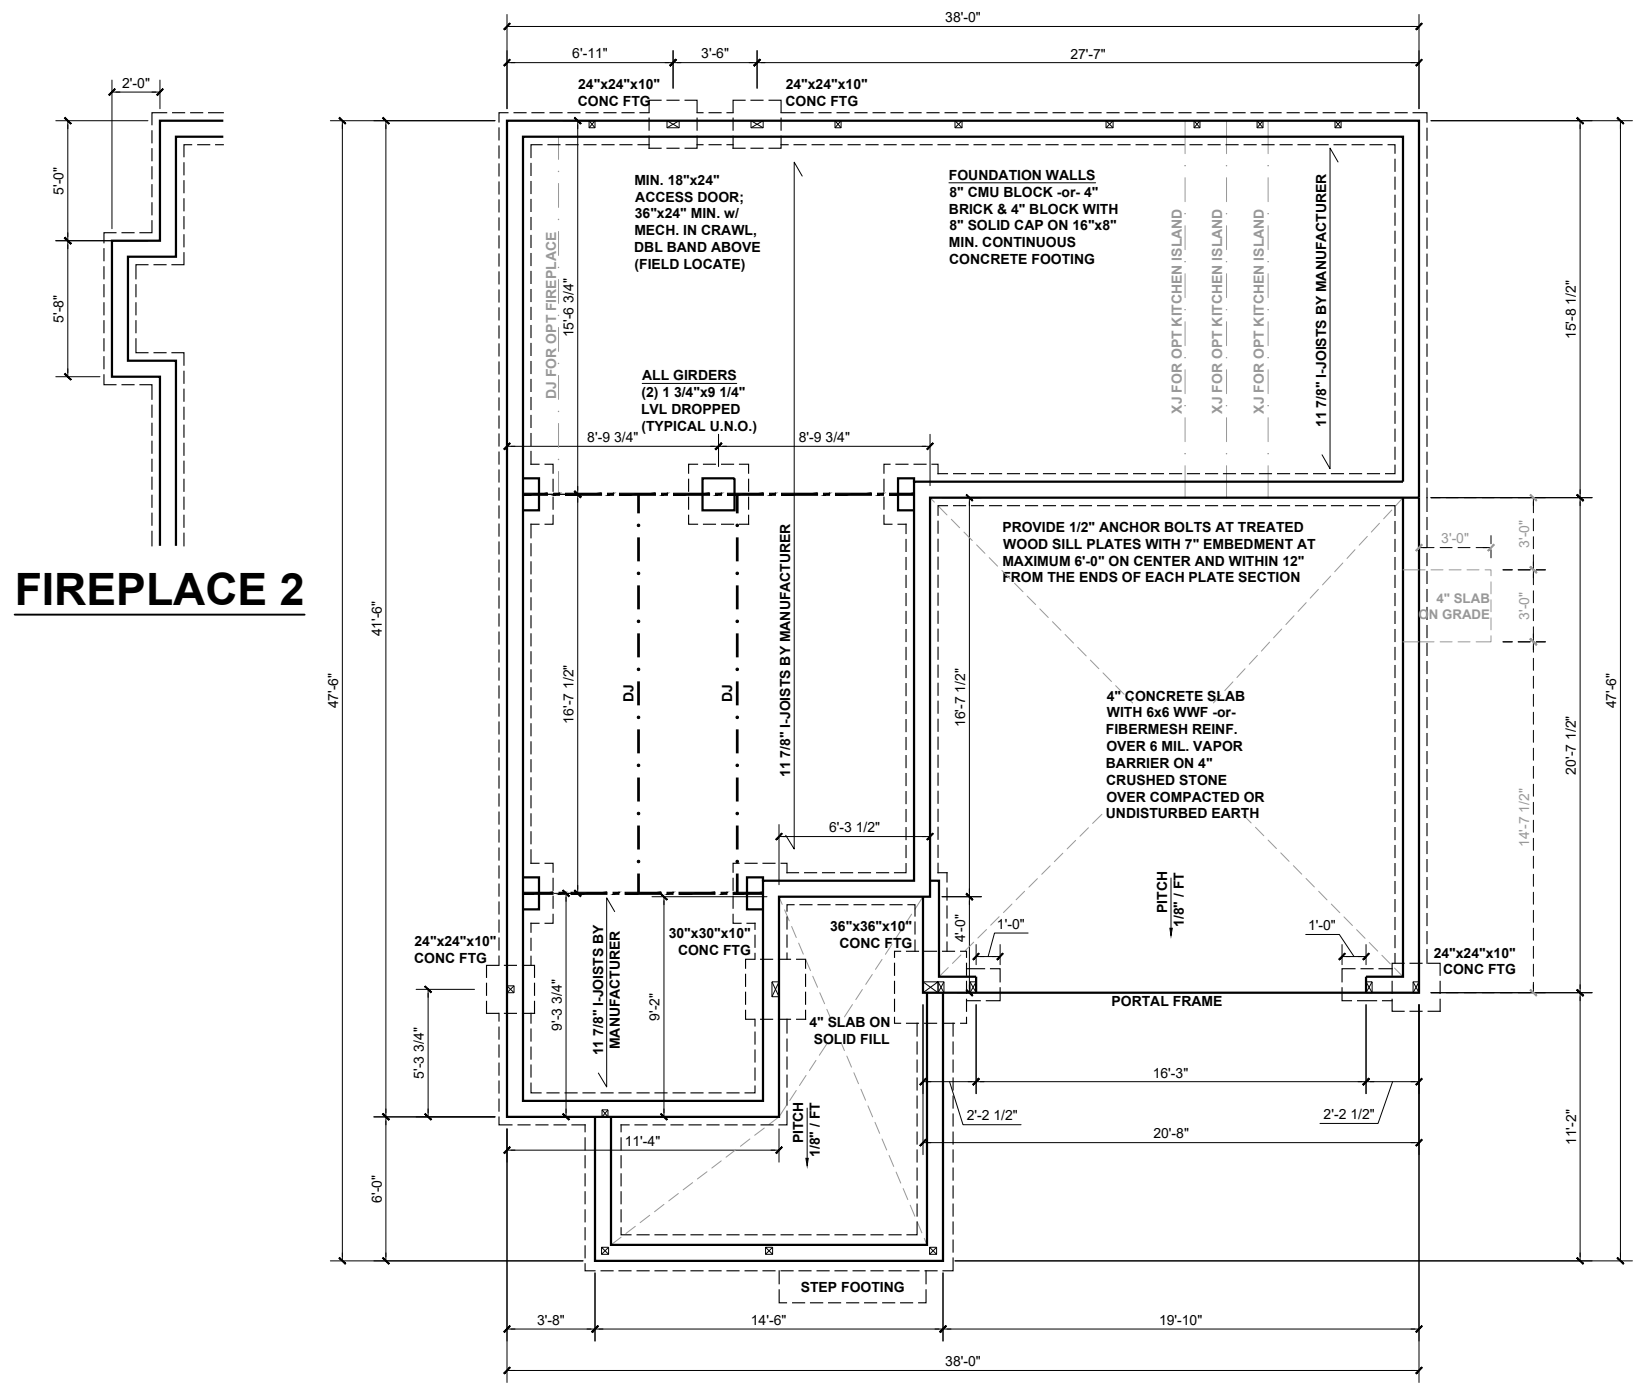 38'-0"
6'-11"
3'-6"
27'-7"
24"x24"x10"
CONC FTG
24"x24"x10"
CONC FTG
2'-0"
5'-0"
5'-8"
FIREPLACE 2
47'-6"
41'-6"
6'-0"
MIN. 18"x24"
ACCESS DOOR;
36"x24" MIN. w/
MECH. IN CRAWL,
DBL BAND ABOVE
(FIELD LOCATE)
FOUNDATION WALLS
8" CMU BLOCK -or- 4"
BRICK & 4" BLOCK WITH
8" SOLID CAP ON 16"x8"
MIN. CONTINUOUS
CONCRETE FOOTING
DJ FOR OPT FIREPLACE
15'-6 3/4"
XJ FOR OPT KITCHEN ISLAND
XJ FOR OPT KITCHEN ISLAND
XJ FOR OPT KITCHEN ISLAND
11 7/8" I-JOISTS BY MANUFACTURER
15'-8 1/2"
ALL GIRDERS
(2) 1 3/4"x9 1/4"
LVL DROPPED
(TYPICAL U.N.O.)
8'-9 3/4"
8'-9 3/4"
PROVIDE 1/2" ANCHOR BOLTS AT TREATED
WOOD SILL PLATES WITH 7" EMBEDMENT AT
MAXIMUM 6'-0" ON CENTER AND WITHIN 12"
FROM THE ENDS OF EACH PLATE SECTION
3'-0"
3'-0"
4" SLAB
ON GRADE
3'-0"
16'-7 1/2"
DJ
DJ
11 7/8" I-JOISTS BY MANUFACTURER
16'-7 1/2"
4" CONCRETE SLAB
WITH 6x6 WWF -or-
FIBERMESH REINF.
OVER 6 MIL. VAPOR
BARRIER ON 4"
CRUSHED STONE
OVER COMPACTED OR
UNDISTURBED EARTH
14'-7 1/2"
20'-7 1/2"
47'-6"
6'-3 1/2"
PITCH
1/8" / FT
24"x24"x10"
CONC FTG
30"x30"x10"
CONC FTG
36"x36"x10"
CONC FTG
4'-0"
1'-0"
1'-0"
24"x24"x10"
CONC FTG
PORTAL FRAME
9'-3 3/4"
11 7/8" I-JOISTS BY
MANUFACTURER
9'-2"
5'-3 3/4"
4" SLAB ON
SOLID FILL
PITCH
1/8" / FT
16'-3"
2'-2 1/2"
2'-2 1/2"
20'-8"
11'-2"
11'-4"
STEP FOOTING
3'-8"
14'-6"
19'-10"
38'-0"